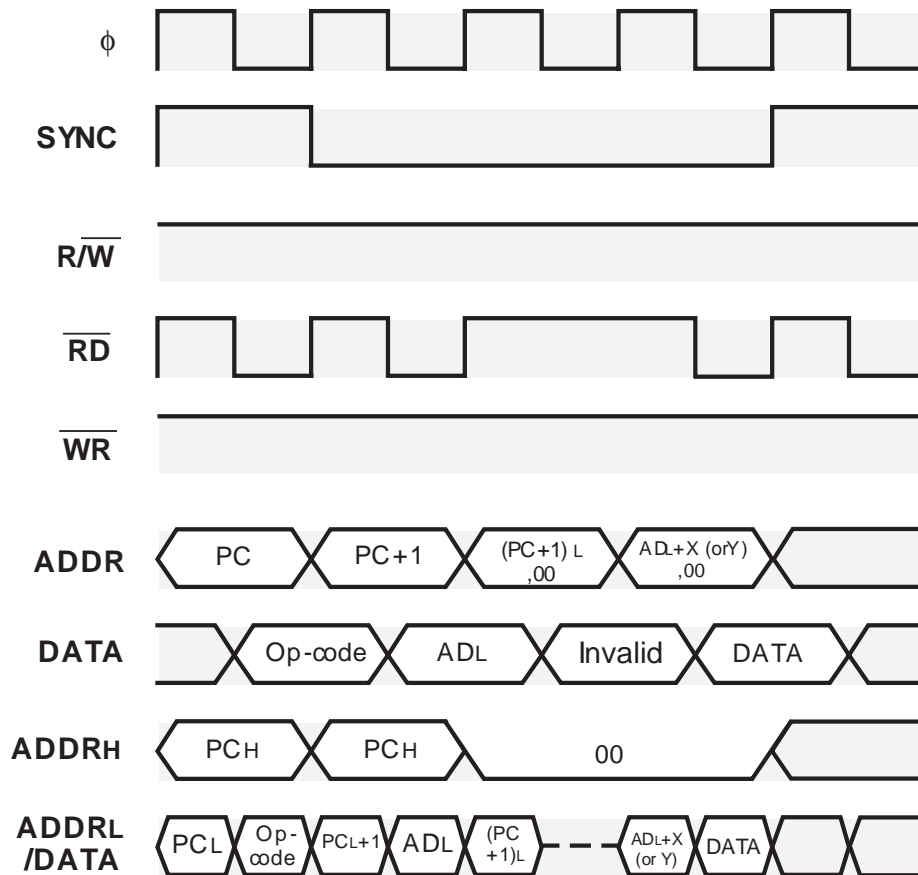 ϕ
SYNC
R/W
RD
WR
ADDR
PC
PC+1
(PC+1) L
,00
ADL+X (orY)
,00
DATA
Op-code
ADL
Invalid
DATA
ADDRH
PCH
PCH
00
ADDRL
/DATA
PCL
Op-
code
PCL+1
ADL
(PC
+1)L
ADL+X
(or Y)
DATA